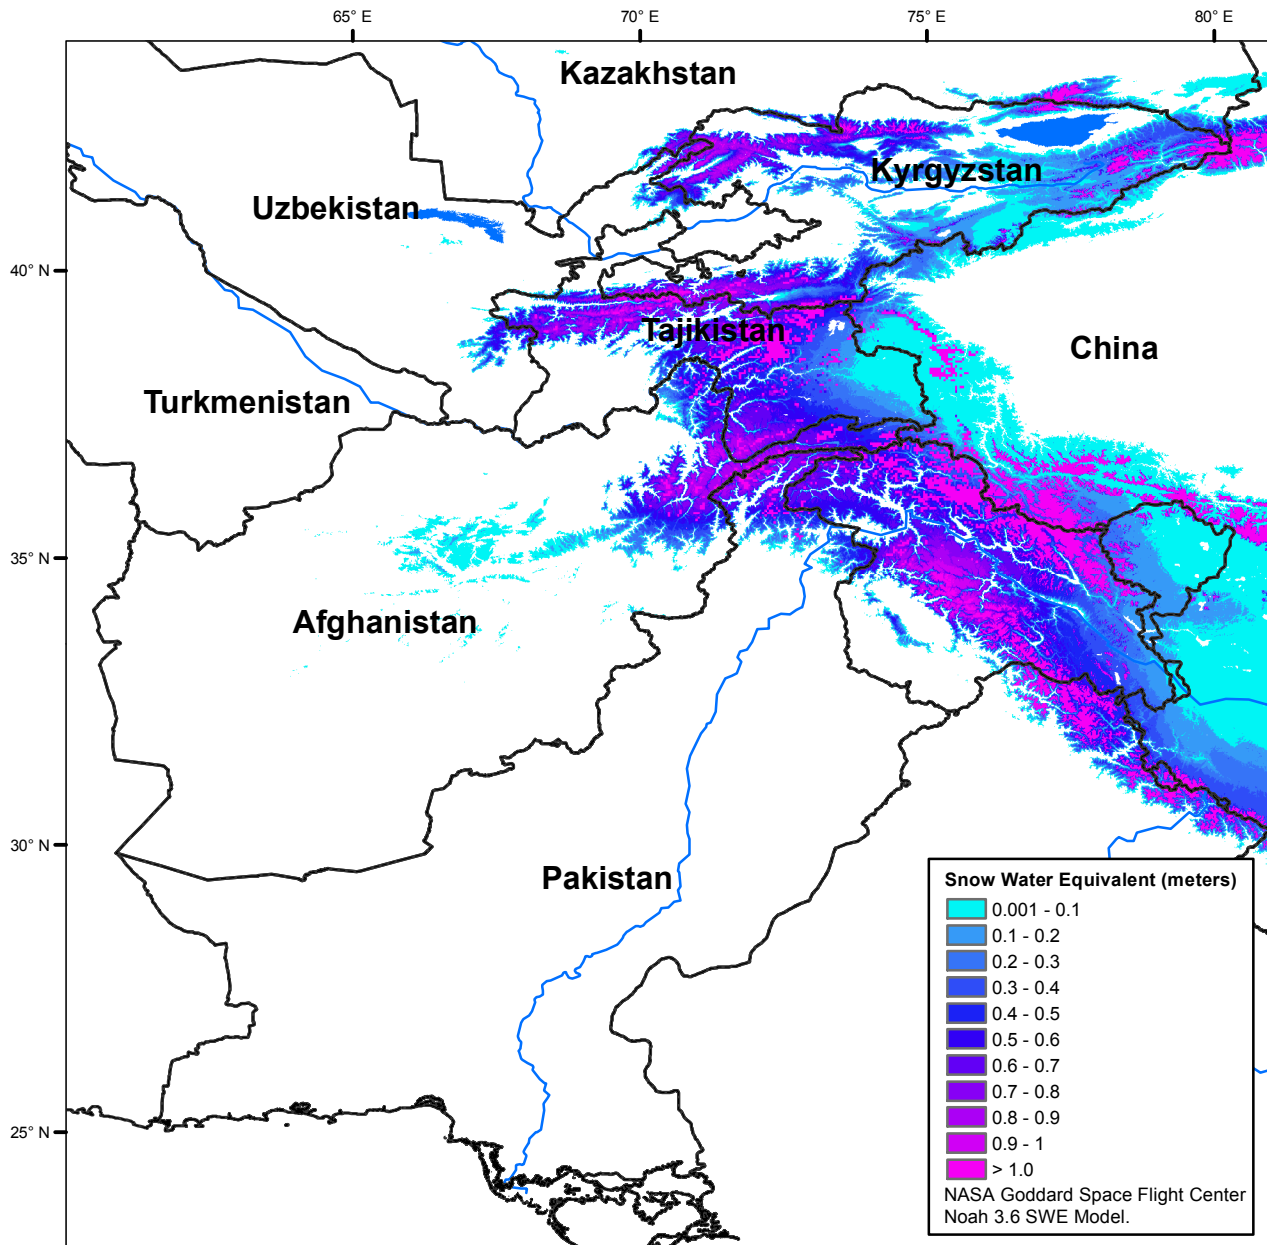 65° E
70° E
75° E
80° E
Kazakhstan
Kyrgyzstan
Uzbekistan
40° N
Tajikistan
China
Turkmenistan
35° N
Afghanistan
30° N
Pakistan
25° N
Snow Water Equivalent (meters)
0.001 - 0.1
0.1 - 0.2
0.2 - 0.3
0.3 - 0.4
0.4 - 0.5
0.5 - 0.6
0.6 - 0.7
0.7 - 0.8
0.8 - 0.9
0.9 - 1
> 1.0
NASA Goddard Space Flight Center
Noah 3.6 SWE Model.